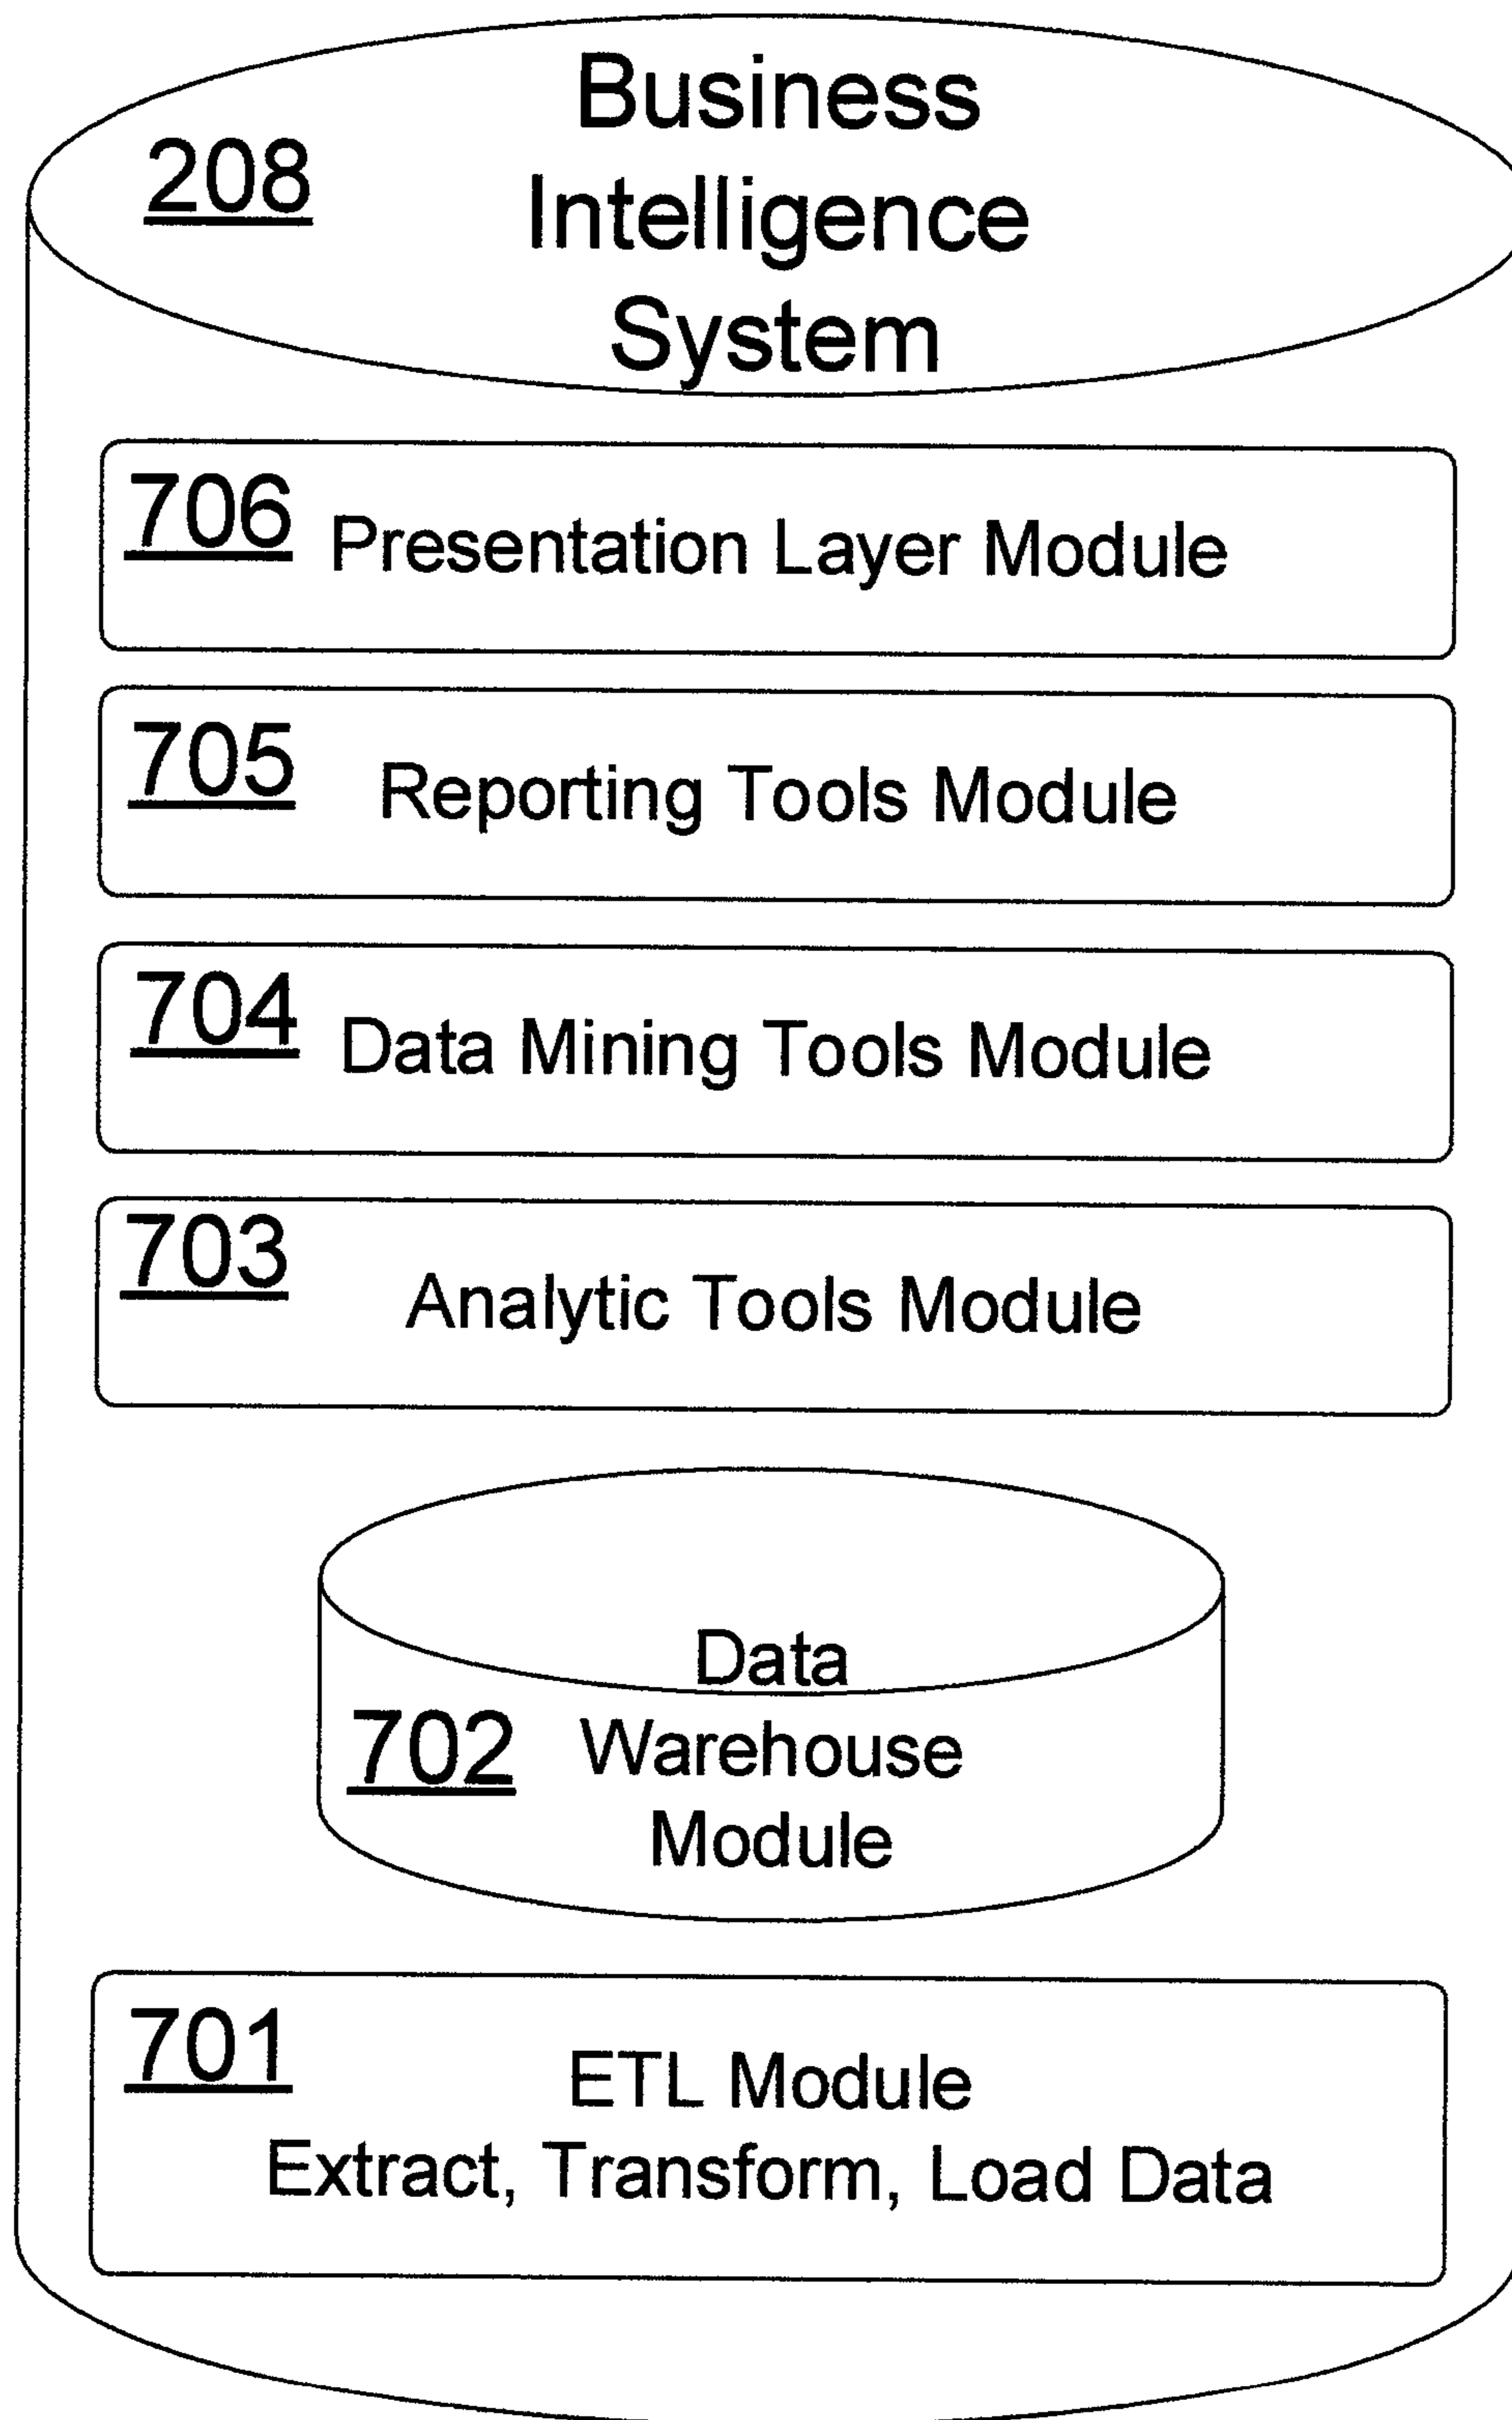 Business
208
Intelligence
System
706
Presentation Layer Module
705
Reporting Tools Module
704
Data Mining Tools Module
703
Analytic Tools Module
Data
702
Warehouse
Module
701
ETL Module
Extract, Transform, Load Data